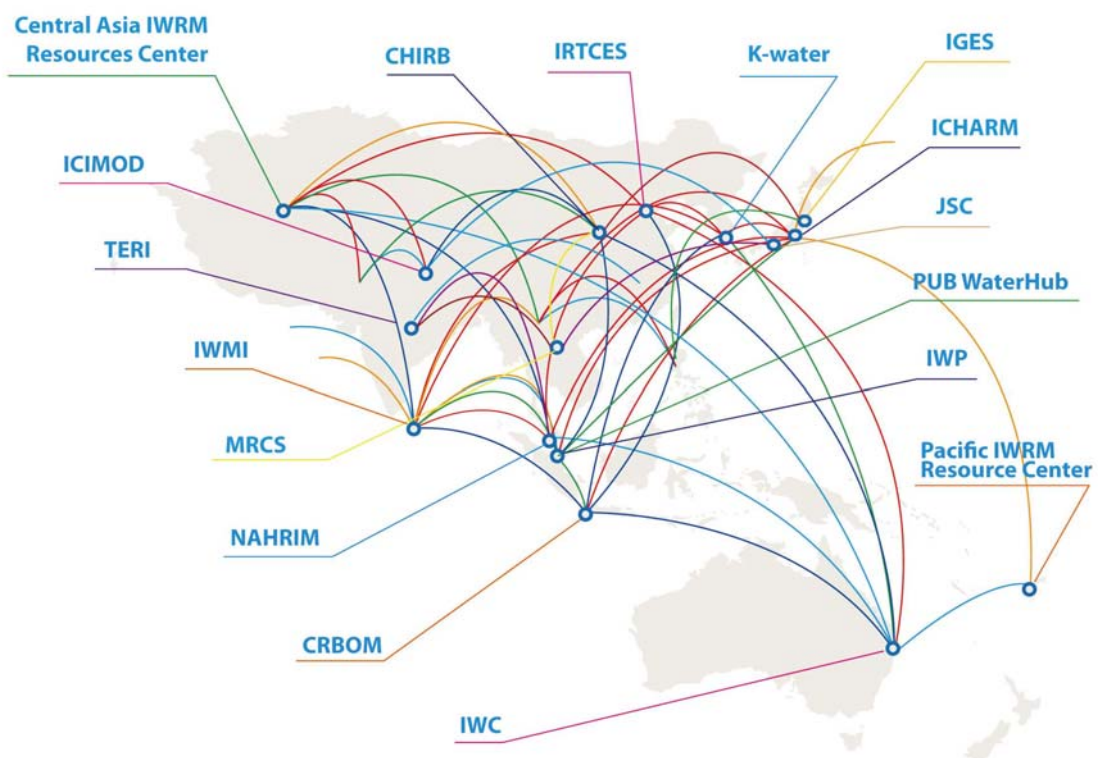 Central Asia IWRM
Resources Center
CHIRB
IRTCES
K-water
IGES
ICIMOD
ICHARM
TERI
JSC
PUB WaterHub
IWMI
IWP
MRCS
Pacific IWRM
Resource Center
NAHRIM
CRBOM
IWC